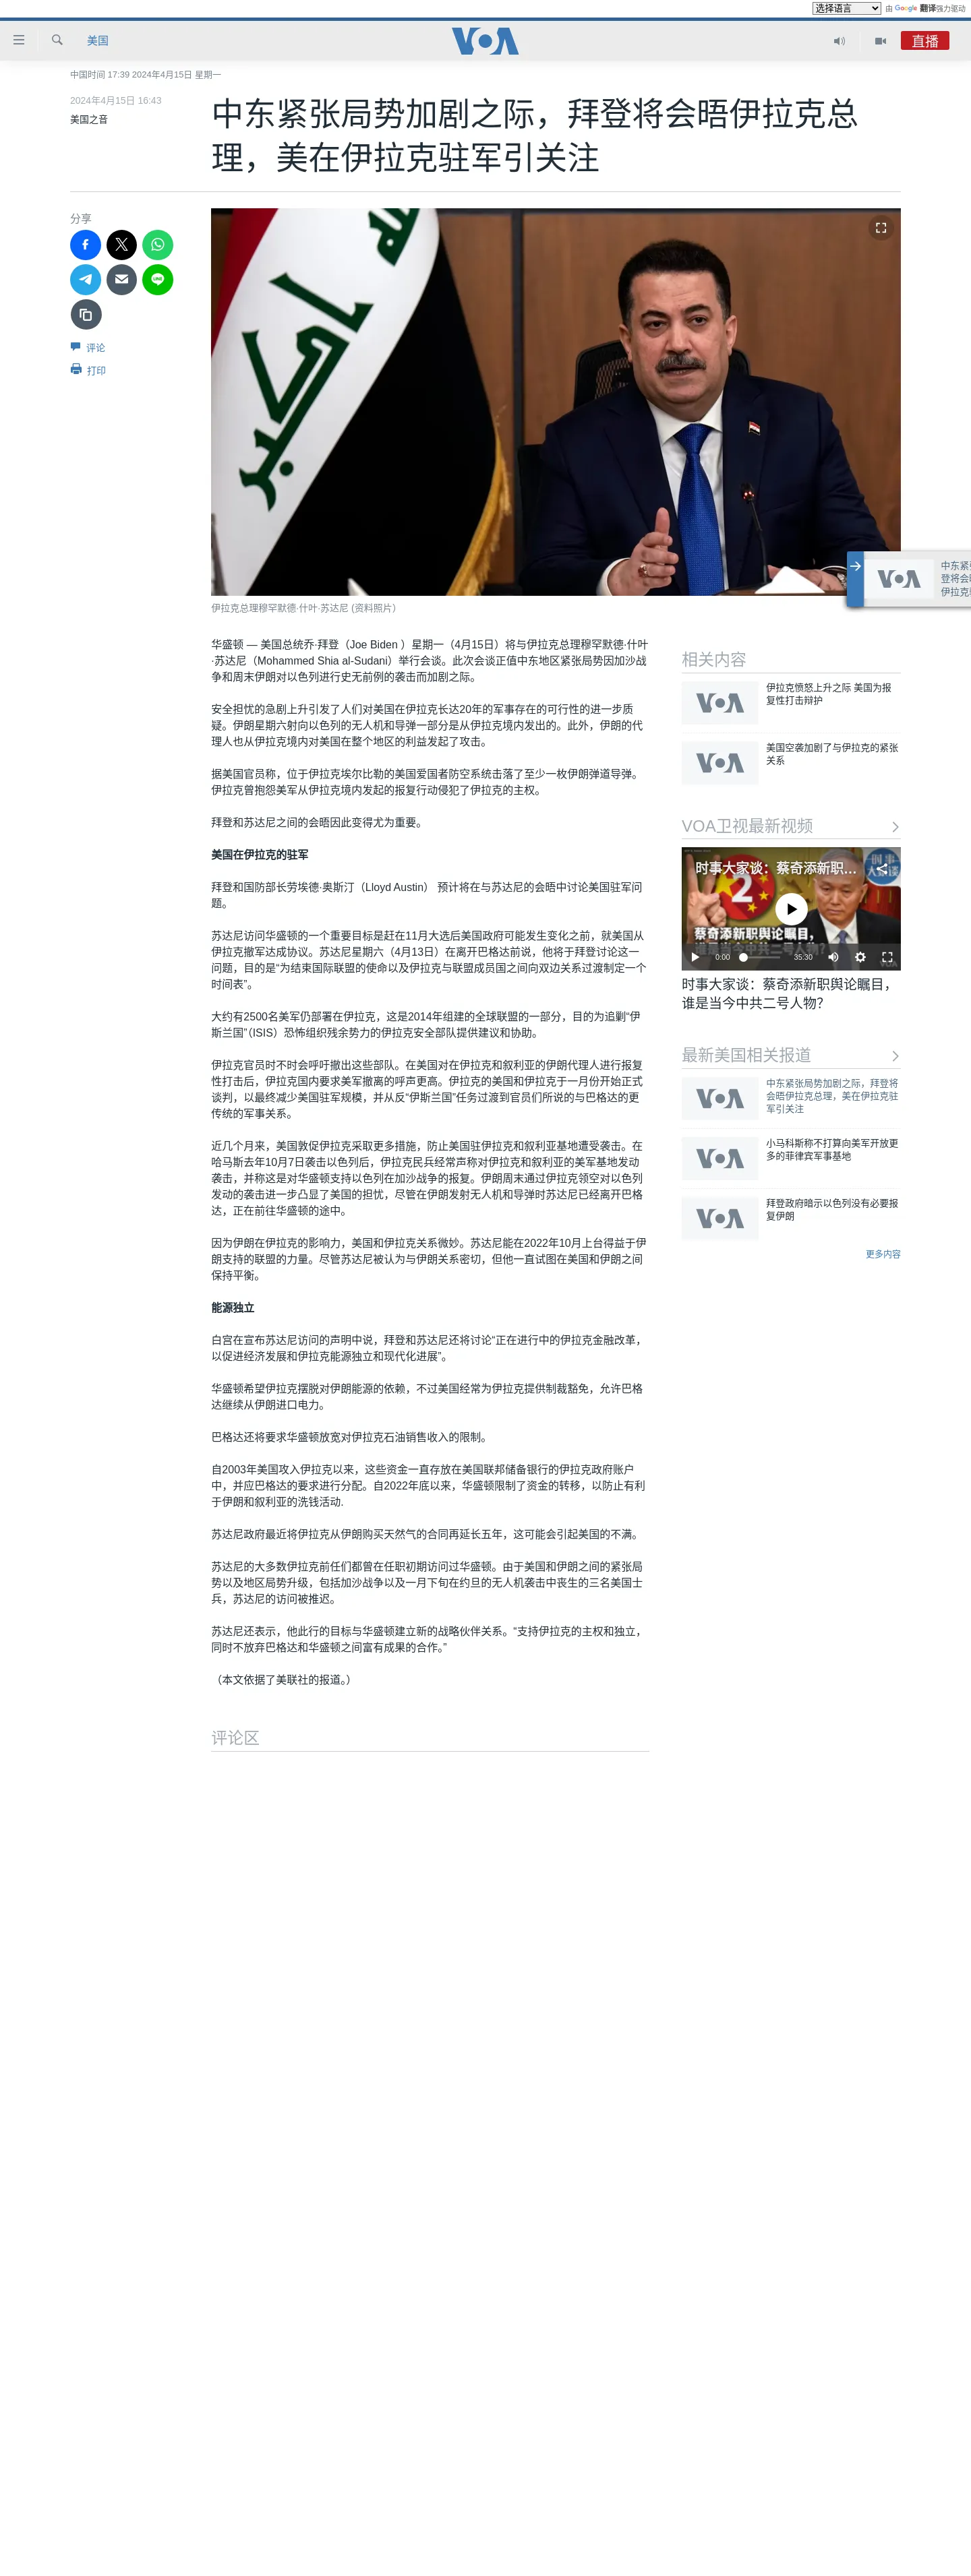 选择语言 由 Google 翻译强力驱动
美国 VOA 直播
中国时间 17:39 2024年4月15日 星期一
2024年4月15日 16:43
美国之音
中东紧张局势加剧之际，拜登将会晤伊拉克总
理，美在伊拉克驻军引关注
分享
评论
打印
伊拉克总理穆罕默德·什叶·苏达尼 (资料照片）
VOA
中东紧
登将会晤
伊拉克驻
华盛顿 — 美国总统乔·拜登（Joe Biden ）星期一（4月15日）将与伊拉克总理穆罕默德·什叶
·苏达尼（Mohammed Shia al-Sudani）举行会谈。此次会谈正值中东地区紧张局势因加沙战
争和周末伊朗对以色列进行史无前例的袭击而加剧之际。
安全担忧的急剧上升引发了人们对美国在伊拉克长达20年的军事存在的可行性的进一步质
疑。伊朗星期六射向以色列的无人机和导弹一部分是从伊拉克境内发出的。此外，伊朗的代
理人也从伊拉克境内对美国在整个地区的利益发起了攻击。
据美国官员称，位于伊拉克埃尔比勒的美国爱国者防空系统击落了至少一枚伊朗弹道导弹。
伊拉克曾抱怨美军从伊拉克境内发起的报复行动侵犯了伊拉克的主权。
拜登和苏达尼之间的会晤因此变得尤为重要。
美国在伊拉克的驻军
拜登和国防部长劳埃德·奥斯汀（Lloyd Austin） 预计将在与苏达尼的会晤中讨论美国驻军问
题。
苏达尼访问华盛顿的一个重要目标是赶在11月大选后美国政府可能发生变化之前，就美国从
伊拉克撤军达成协议。苏达尼星期六（4月13日）在离开巴格达前说，他将于拜登讨论这一
问题，目的是“为结束国际联盟的使命以及伊拉克与联盟成员国之间向双边关系过渡制定一个
时间表”。
大约有2500名美军仍部署在伊拉克，这是2014年组建的全球联盟的一部分，目的为追剿“伊
斯兰国”（ISIS）恐怖组织残余势力的伊拉克安全部队提供建议和协助。
伊拉克官员时不时会呼吁撤出这些部队。在美国对在伊拉克和叙利亚的伊朗代理人进行报复
性打击后，伊拉克国内要求美军撤离的呼声更高。伊拉克的美国和伊拉克于一月份开始正式
谈判，以最终减少美国驻军规模，并从反“伊斯兰国”任务过渡到官员们所说的与巴格达的更
传统的军事关系。
近几个月来，美国敦促伊拉克采取更多措施，防止美国驻伊拉克和叙利亚基地遭受袭击。在
哈马斯去年10月7日袭击以色列后，伊拉克民兵经常声称对伊拉克和叙利亚的美军基地发动
袭击，并称这是对华盛顿支持以色列在加沙战争的报复。伊朗周末通过伊拉克领空对以色列
发动的袭击进一步凸显了美国的担忧，尽管在伊朗发射无人机和导弹时苏达尼已经离开巴格
达，正在前往华盛顿的途中。
因为伊朗在伊拉克的影响力，美国和伊拉克关系微妙。苏达尼能在2022年10月上台得益于伊
朗支持的联盟的力量。尽管苏达尼被认为与伊朗关系密切，但他一直试图在美国和伊朗之间
保持平衡。
能源独立
白宫在宣布苏达尼访问的声明中说，拜登和苏达尼还将讨论“正在进行中的伊拉克金融改革，
以促进经济发展和伊拉克能源独立和现代化进展”。
华盛顿希望伊拉克摆脱对伊朗能源的依赖，不过美国经常为伊拉克提供制裁豁免，允许巴格
达继续从伊朗进口电力。
巴格达还将要求华盛顿放宽对伊拉克石油销售收入的限制。
自2003年美国攻入伊拉克以来，这些资金一直存放在美国联邦储备银行的伊拉克政府账户
中，并应巴格达的要求进行分配。自2022年底以来，华盛顿限制了资金的转移，以防止有利
于伊朗和叙利亚的洗钱活动.
苏达尼政府最近将伊拉克从伊朗购买天然气的合同再延长五年，这可能会引起美国的不满。
苏达尼的大多数伊拉克前任们都曾在任职初期访问过华盛顿。由于美国和伊朗之间的紧张局
势以及地区局势升级，包括加沙战争以及一月下旬在约旦的无人机袭击中丧生的三名美国士
兵，苏达尼的访问被推迟。
苏达尼还表示，他此行的目标与华盛顿建立新的战略伙伴关系。“支持伊拉克的主权和独立，
同时不放弃巴格达和华盛顿之间富有成果的合作。”
（本文依据了美联社的报道。）
评论区
相关内容
VOA
伊拉克愤怒上升之际 美国为报
复性打击辩护
VOA
美国空袭加剧了与伊拉克的紧张
关系
VOA卫视最新视频
时事大家谈：蔡奇添新职...
时事
大家谈
2
蔡奇添新职舆论瞩目，
谁是当今中共二号人物？
0:00 35:30
VOA
时事大家谈：蔡奇添新职舆论瞩目，
谁是当今中共二号人物？
最新美国相关报道
VOA
中东紧张局势加剧之际，拜登将
会晤伊拉克总理，美在伊拉克驻
军引关注
VOA
小马科斯称不打算向美军开放更
多的菲律宾军事基地
VOA
拜登政府暗示以色列没有必要报
复伊朗
更多内容